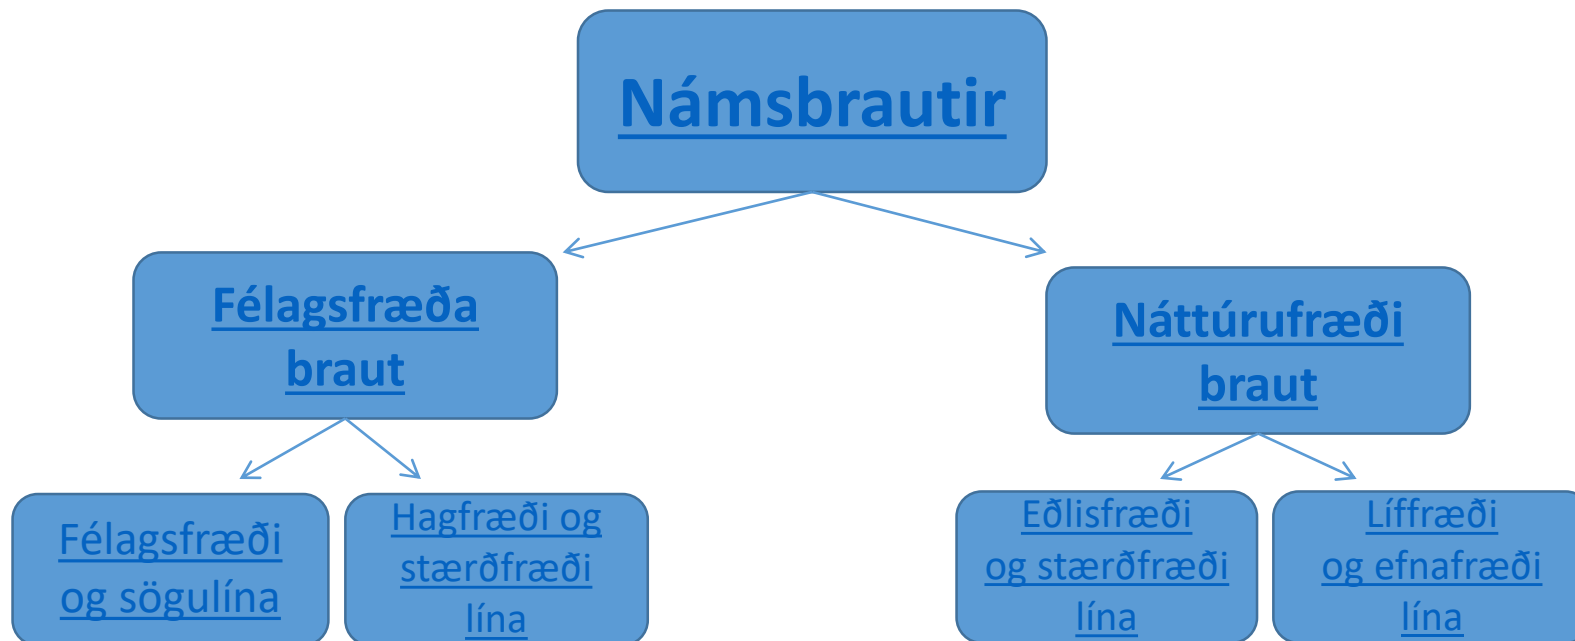 Námsbrautir
Félagsfræða
braut
Náttúrufræði
braut
Félagsfræði
og sögulína
Hagfræði og
stærðfræði
lína
Eðlisfræði
og stærðfræði
lína
Líffræði
og efnafræði
lína